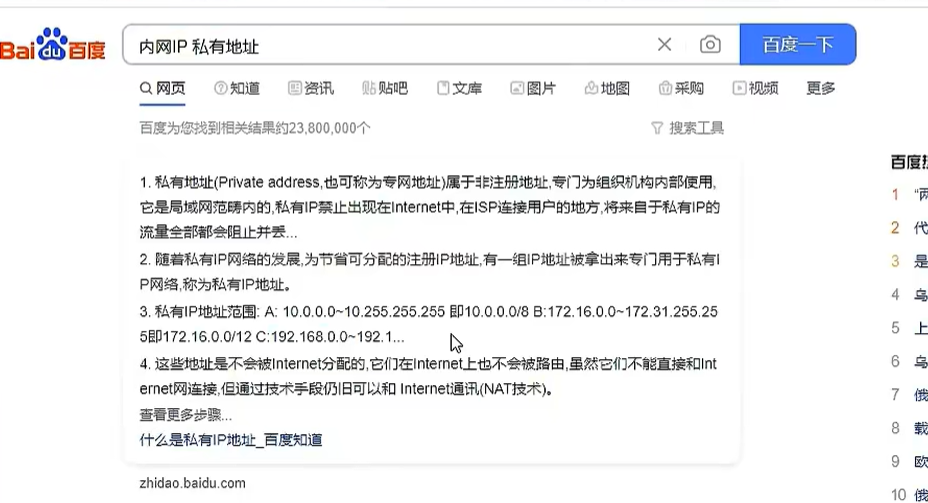 Bai du 百度
内网IP 私有地址
百度一下
网页 知道 资讯 贴吧 文库 图片 地图 采购 视频 更多
百度为您找到相关结果约23,800,000个
搜索工具
1. 私有地址(Private address,也可称为专网地址)属于非注册地址,专门为组织机构内部使用,
它是局域网范畴内的,私有IP禁止出现在Internet中,在ISP连接用户的地方,将来自于私有IP的
流量全部都会阻止并丢...
2. 随着私有IP网络的发展,为节省可分配的注册IP地址,有一组IP地址被拿出来专门用于私有I
P网络,称为私有IP地址。
3. 私有IP地址范围: A: 10.0.0.0~10.255.255.255 即10.0.0.0/8 B:172.16.0.0~172.31.255.25
5即172.16.0.0/12 C:192.168.0.0~192.1...
4. 这些地址是不会被Internet分配的,它们在Internet上也不会被路由,虽然它们不能直接和Int
ernet网连接,但通过技术手段仍旧可以和 Internet通讯(NAT技术)。
查看更多步骤...
什么是私有IP地址_百度知道
zhidao.baidu.com
百度
1
2 代
3 是
4 乌
5 上
6 乌
7 俄
8 载
9 欧
10 俄